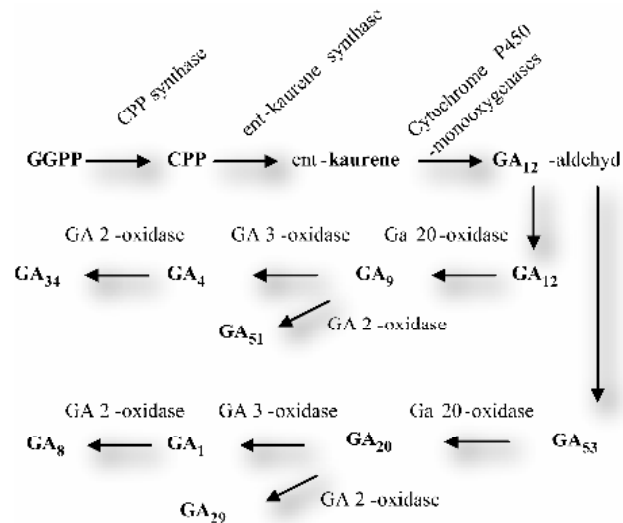 CPP synthase
ent-kaurene synthase
Cytochrome P450
-monooxygenases
GGPP CPP ent-kaurene GA12 -aldehyd
GA 2-oxidase GA 3-oxidase Ga 20-oxidase
GA34 GA4 GA9 GA12
GA51 GA 2-oxidase
GA 2-oxidase GA 3-oxidase Ga 20-oxidase
GA8 GA1 GA20 GA53
GA29 GA 2-oxidase